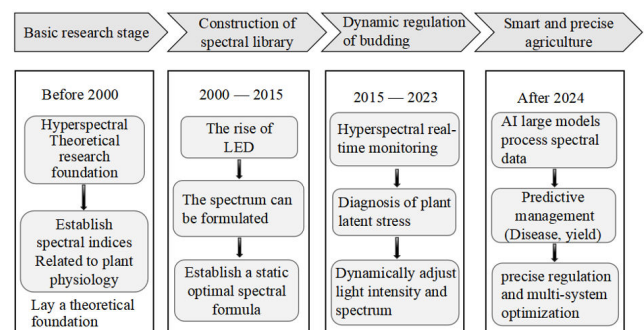 Basic research stage
Construction of
spectral library
Dynamic regulation
of budding
Smart and precise
agriculture
Before 2000
Hyperspectral
Theoretical
research
foundation
Establish
spectral indices
Related to plant
physiology
Lay a theoretical
foundation
2000 — 2015
The rise of
LED
The spectrum can
be formulated
Establish a static
optimal spectral
formula
2015 — 2023
Hyperspectral real-
time monitoring
Diagnosis of plant
latent stress
Dynamically adjust
light intensity and
spectrum
After 2024
AI large models
process spectral
data
Predictive
management
(Disease, yield)
precise regulation
and multi-system
optimization